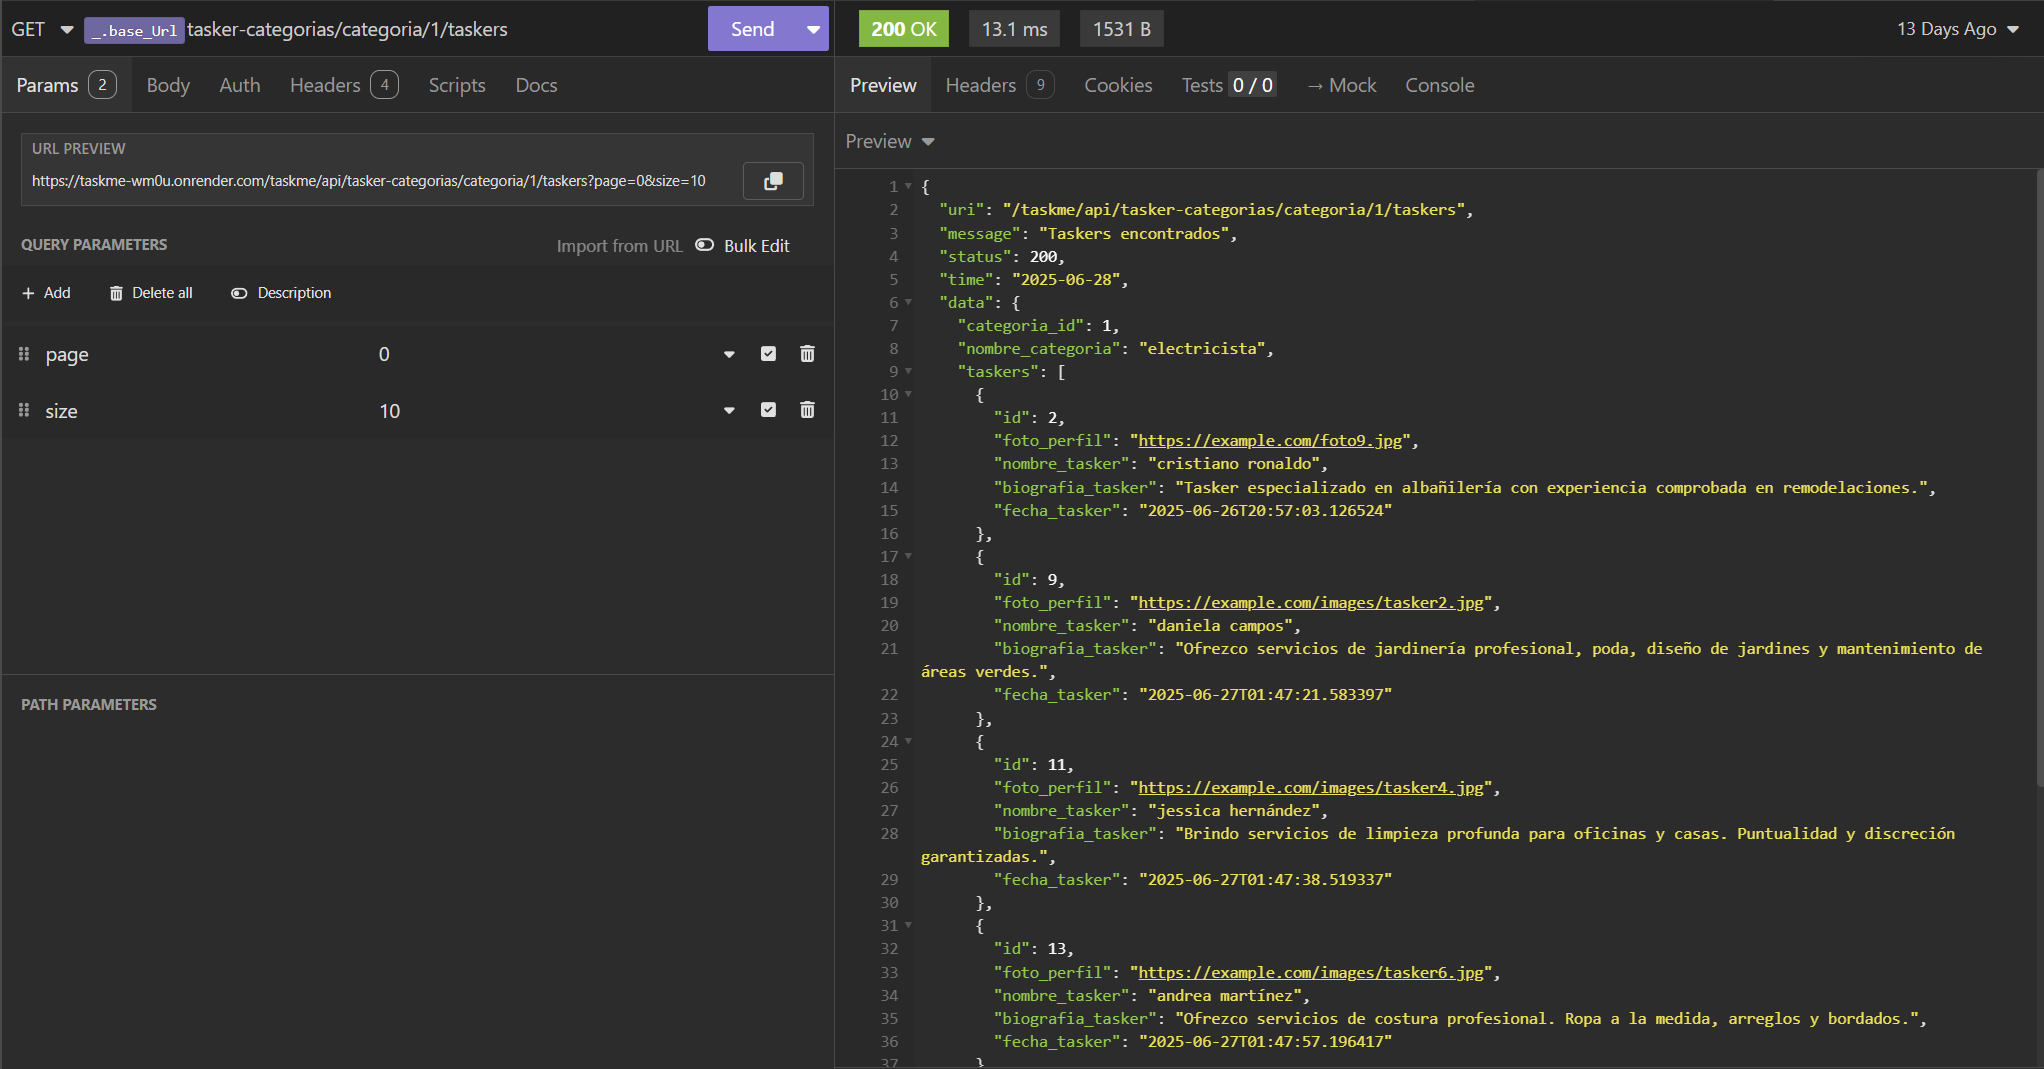 GET _.base_Url tasker-categorias/categoria/1/taskers Send
200 OK 13.1 ms 1531 B 13 Days Ago
Params 2 Body Auth Headers 4 Scripts Docs
URL PREVIEW
https://taskme-wm0u.onrender.com/taskme/api/tasker-categorias/categoria/1/taskers?page=0&size=10
QUERY PARAMETERS Import from URL Bulk Edit
+ Add Delete all Description
page 0
size 10
PATH PARAMETERS
Preview Headers 9 Cookies Tests 0 / 0 → Mock Console
Preview
1 {
2 "uri": "/taskme/api/tasker-categorias/categoria/1/taskers",
3 "message": "Taskers encontrados",
4 "status": 200,
5 "time": "2025-06-28",
6 "data": {
7 "categoria_id": 1,
8 "nombre_categoria": "electricista",
9 "taskers": [
10 {
11 "id": 2,
12 "foto_perfil": "https://example.com/foto9.jpg",
13 "nombre_tasker": "cristiano ronaldo",
14 "biografia_tasker": "Tasker especializado en albañilería con experiencia comprobada en remodelaciones.",
15 "fecha_tasker": "2025-06-26T20:57:03.126524"
16 },
17 {
18 "id": 9,
19 "foto_perfil": "https://example.com/images/tasker2.jpg",
20 "nombre_tasker": "daniela campos",
21 "biografia_tasker": "Ofrezco servicios de jardinería profesional, poda, diseño de jardines y mantenimiento de
áreas verdes.",
22 "fecha_tasker": "2025-06-27T01:47:21.583397"
23 },
24 {
25 "id": 11,
26 "foto_perfil": "https://example.com/images/tasker4.jpg",
27 "nombre_tasker": "jessica hernández",
28 "biografia_tasker": "Brindo servicios de limpieza profunda para oficinas y casas. Puntualidad y discreción
garantizadas.",
29 "fecha_tasker": "2025-06-27T01:47:38.519337"
30 },
31 {
32 "id": 13,
33 "foto_perfil": "https://example.com/images/tasker6.jpg",
34 "nombre_tasker": "andrea martínez",
35 "biografia_tasker": "Ofrezco servicios de costura profesional. Ropa a la medida, arreglos y bordados.",
36 "fecha_tasker": "2025-06-27T01:47:57.196417"
37 }